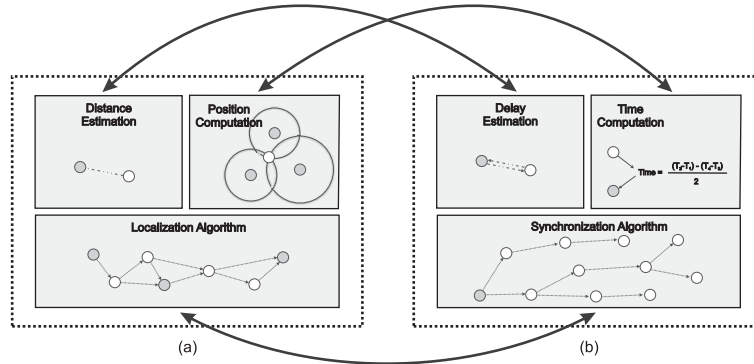 Distance
Estimation
Position
Computation
Localization Algorithm
(a)
Delay
Estimation
Time
Computation
Time = (T₂-T₁) - (T₄-T₃)
2
Synchronization Algorithm
(b)